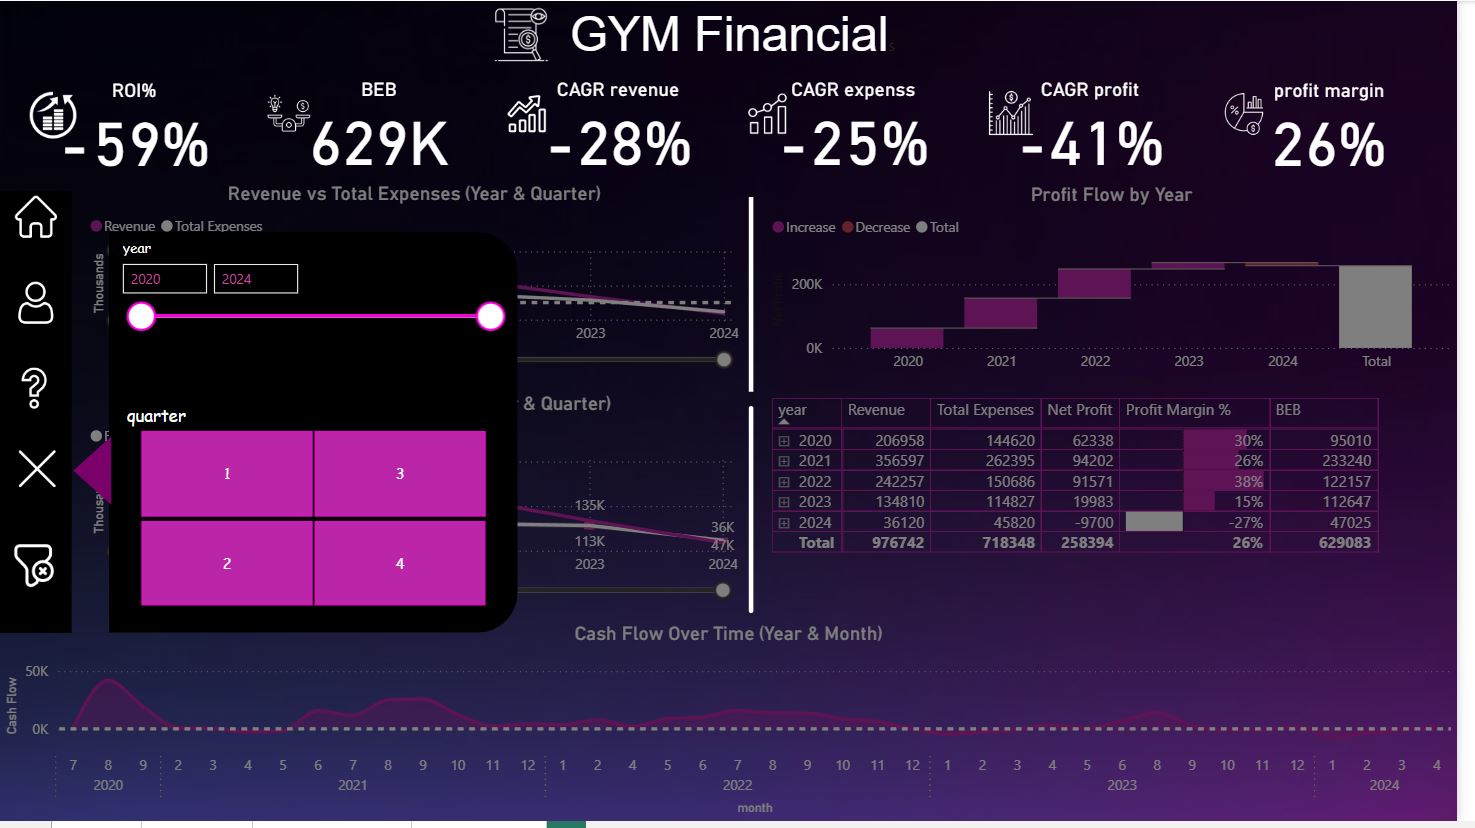 GYM Financial
ROI%
-59%
BEB
629K
CAGR revenue
-28%
CAGR expenss
-25%
CAGR profit
-41%
profit margin
26%
Revenue vs Total Expenses (Year & Quarter)
Revenue Total Expenses
Thousands
2023 2024
year
2020 2024
quarter
1 3
2 4
& Quarter)
135K
113K
36K
47K
2023 2024
Profit Flow by Year
Increase Decrease Total
200K
0K
2020 2021 2022 2023 2024 Total
year Revenue Total Expenses Net Profit Profit Margin % BEB
2020 206958 144620 62338 30% 95010
2021 356597 262395 94202 26% 233240
2022 242257 150686 91571 38% 122157
2023 134810 114827 19983 15% 112647
2024 36120 45820 -9700 -27% 47025
Total 976742 718348 258394 26% 629083
Cash Flow Over Time (Year & Month)
Cash Flow
50K
0K
7 8 9 2 3 4 5 6 7 8 9 10 11 12 1 2 4 5 6 7 8 9 10 11 12 1 2 3 4 5 6 7 8 9 10 11 12 1 2 3 4
2020 2021 2022 2023 2024
month